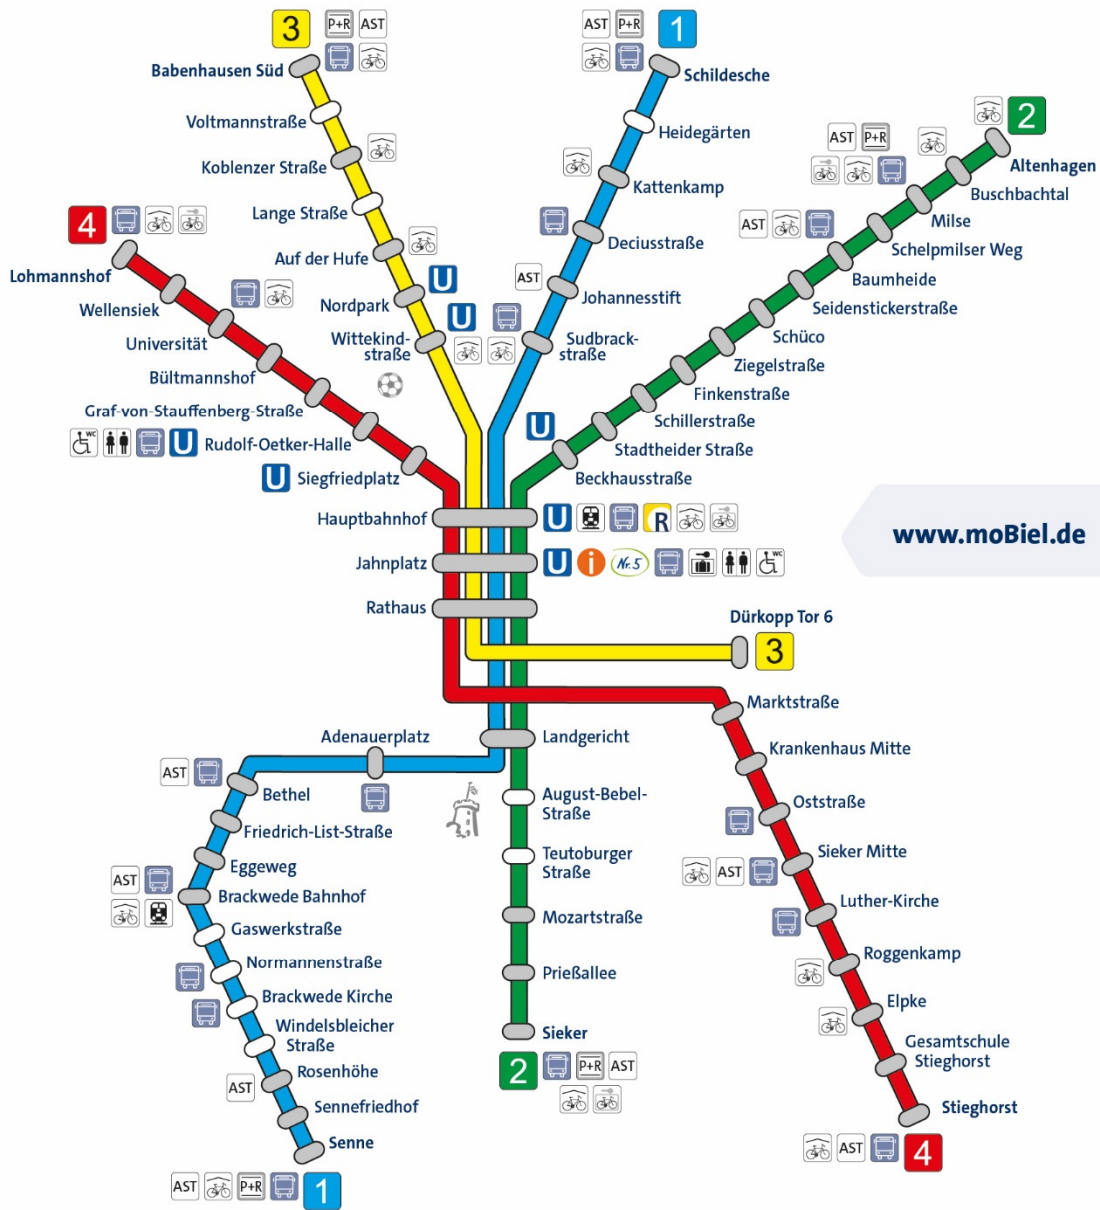 3
P+R
AST
AST
P+R
1
Babenhausen Süd
Schildesche
2
Voltmannstraße
Heidegärten
AST
P+R
Altenhagen
Koblenzer Straße
Kattenkamp
Buschbachtal
Lange Straße
4
AST
Milse
Deciusstraße
Schelpmilser Weg
Auf der Hufe
Lohmannshof
U
AST
Baumheide
Wellensiek
Nordpark
Johannesstift
Seidenstickerstraße
U
Universität
Wittekind-
straße
Sudbrack-
straße
Schüco
Bültmannshof
Ziegelstraße
Finkenstraße
Graf-von-Stauffenberg-Straße
Schillerstraße
WC
U
Rudolf-Oetker-Halle
U
Stadtheider Straße
U
Siegfriedplatz
Beckhausstraße
Hauptbahnhof
U
R
www.moBiel.de
Jahnplatz
U
i
Nr.5
WC
Rathaus
Dürkopp Tor 6
3
Marktstraße
Adenauerplatz
Landgericht
Krankenhaus Mitte
AST
Bethel
August-Bebel-
Straße
Oststraße
Friedrich-List-Straße
Teutoburger
Straße
Sieker Mitte
Eggeweg
AST
AST
Brackwede Bahnhof
Luther-Kirche
Gaswerkstraße
Mozartstraße
Normannenstraße
Roggenkamp
Prießallee
Brackwede Kirche
Elpke
Windelsbleicher
Straße
Sieker
Gesamtschule
Stieghorst
2
P+R
AST
Rosenhöhe
AST
Sennefriedhof
Stieghorst
Senne
AST
4
AST
P+R
1